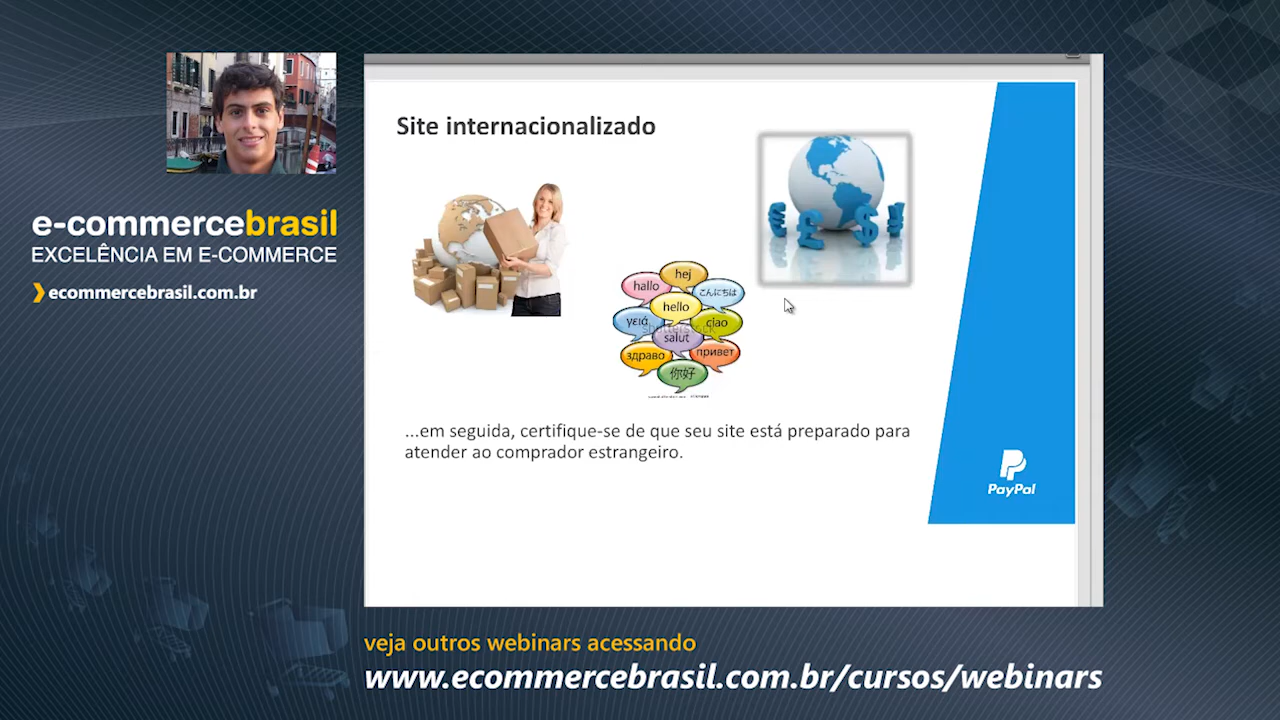 Site internacionalizado
e-commercebrasil
EXCELÊNCIA EM E-COMMERCE
ecommercebrasil.com.br
hej
hallo
こんにちは
hello
γειά
ciao
shutterstock
salut
здраво
привет
你好
...em seguida, certifique-se de que seu site está preparado para
atender ao comprador estrangeiro.
PayPal
veja outros webinars acessando
www.ecommercebrasil.com.br/cursos/webinars